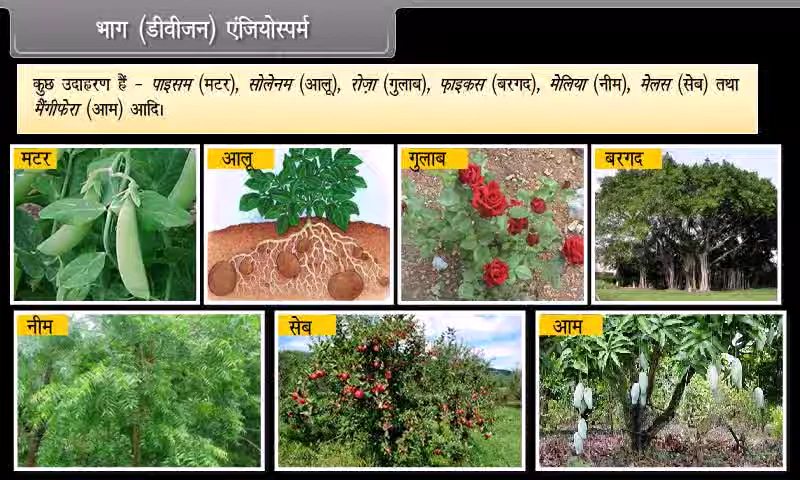 भाग (डीवीजन) एंजियोस्पर्म
कुछ उदाहरण हैं - पाइसम (मटर), सोलेनम (आलू), रोज़ा (गुलाब), फ़ाइकस (बरगद), मेलिया (नीम), मेलस (सेब) तथा
मैंगीफेरा (आम) आदि।
मटर
आलू
गुलाब
बरगद
नीम
सेब
आम